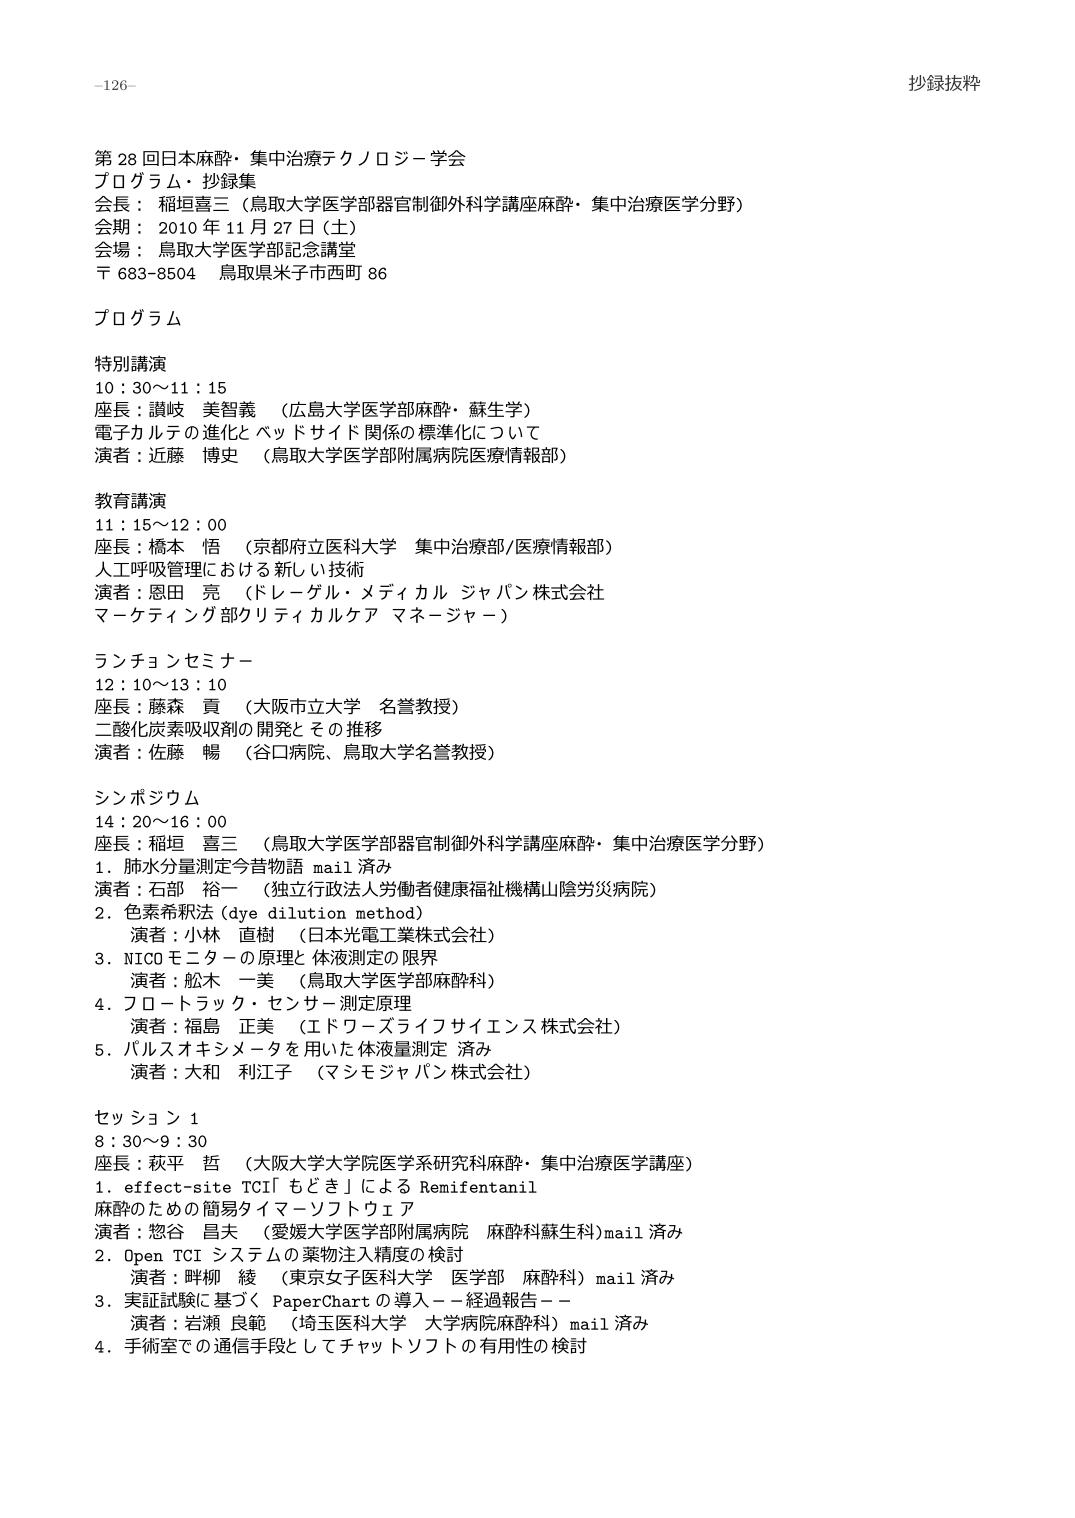 –126–
抄録抜粋
第 28 回日本麻酔・集中治療テクノロジー学会
プログラム・抄録集
会長： 稲垣喜三（鳥取大学医学部器官制御外科学講座麻酔・集中治療医学分野）
会期： 2010 年 11 月 27 日（土）
会場： 鳥取大学医学部記念講堂
〒 683-8504　鳥取県米子市西町 86
プログラム
特別講演
10：30〜11：15
座長：讃岐　美智義　（広島大学医学部麻酔・蘇生学）
電子カルテの進化とベッドサイド関係の標準化について
演者：近藤　博史　（鳥取大学医学部附属病院医療情報部）
教育講演
11：15〜12：00
座長：橋本　悟　（京都府立医科大学　集中治療部/医療情報部）
人工呼吸管理における新しい技術
演者：恩田　亮　（ドレーゲル・メディカル ジャパン株式会社
マーケティング部クリティカルケア マネージャー）
ランチョンセミナー
12：10〜13：10
座長：藤森　貢　（大阪市立大学　名誉教授）
二酸化炭素吸収剤の開発とその推移
演者：佐藤　暢　（谷口病院、鳥取大学名誉教授）
シンポジウム
14：20〜16：00
座長：稲垣　喜三　（鳥取大学医学部器官制御外科学講座麻酔・集中治療医学分野）
1. 肺水分量測定今昔物語 mail 済み
演者：石部　裕一　（独立行政法人労働者健康福祉機構山陰労災病院）
2. 色素希釈法（dye dilution method）
演者：小林　直樹　（日本光電工業株式会社）
3. NICO モニターの原理と体液測定の限界
演者：舩木　一美　（鳥取大学医学部麻酔科）
4. フロートラック・センサー測定原理
演者：福島　正美　（エドワーズライフサイエンス株式会社）
5. パルスオキシメータを用いた体液量測定 済み
演者：大和　利江子　（マシモジャパン株式会社）
セッション 1
8：30〜9：30
座長：萩平　哲　（大阪大学大学院医学系研究科麻酔・集中治療医学講座）
1. effect-site TCI「もどき」による Remifentanil
麻酔のための簡易タイマーソフトウェア
演者：惣谷　昌夫　（愛媛大学医学部附属病院　麻酔科蘇生科)mail 済み
2. Open TCI システムの薬物注入精度の検討
演者：畔柳　綾　（東京女子医科大学　医学部　麻酔科）mail 済み
3. 実証試験に基づく PaperChart の導入－－経過報告－－
演者：岩瀬 良範　（埼玉医科大学　大学病院麻酔科）mail 済み
4. 手術室での通信手段としてチャットソフトの有用性の検討